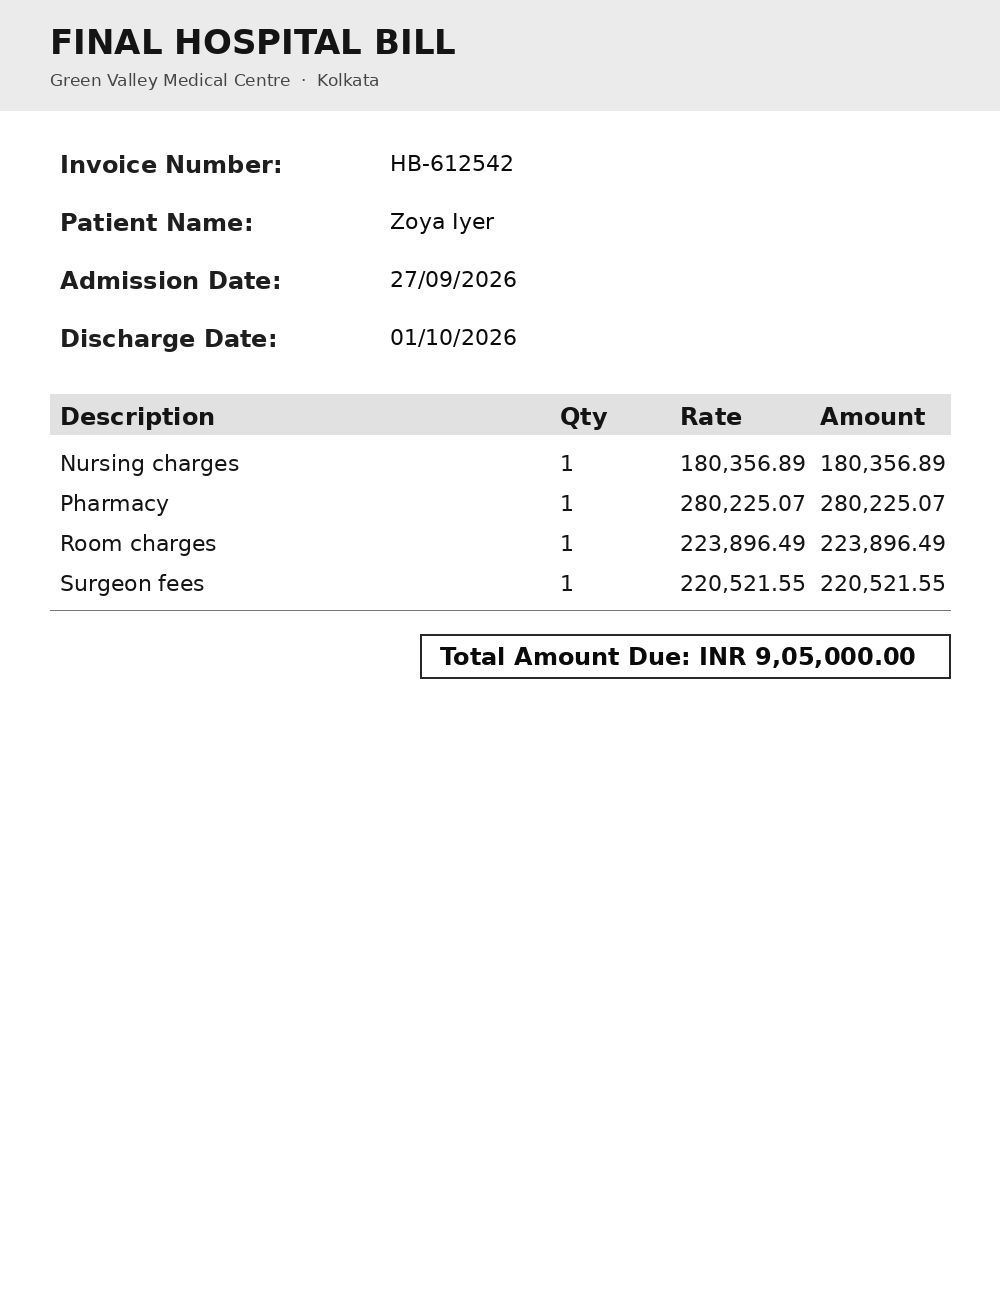 FINAL HOSPITAL BILL
Green Valley Medical Centre · Kolkata
Invoice Number: HB-612542
Patient Name: Zoya Iyer
Admission Date: 27/09/2026
Discharge Date: 01/10/2026
Description Qty Rate Amount
Nursing charges 1 180,356.89 180,356.89
Pharmacy 1 280,225.07 280,225.07
Room charges 1 223,896.49 223,896.49
Surgeon fees 1 220,521.55 220,521.55
Total Amount Due: INR 9,05,000.00